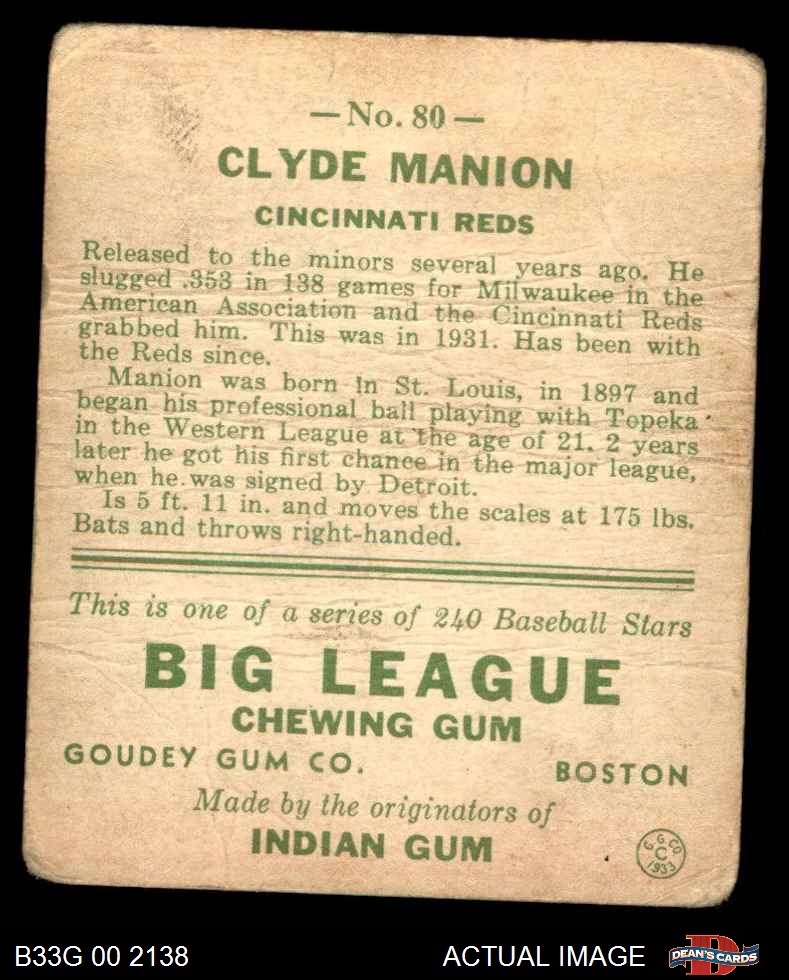 —No. 80—
CLYDE MANION
CINCINNATI REDS
Released to the minors several years ago. He
slugged .353 in 138 games for Milwaukee in the
American Association and the Cincinnati Reds
grabbed him. This was in 1931. Has been with
the Reds since.
Manion was born in St. Louis, in 1897 and
began his professional ball playing with Topeka
in the Western League at the age of 21. 2 years
later he got his first chance in the major league,
when he was signed by Detroit.
Is 5 ft. 11 in. and moves the scales at 175 lbs.
Bats and throws right-handed.
This is one of a series of 240 Baseball Stars
BIG LEAGUE
CHEWING GUM
GOUDEY GUM CO. BOSTON
Made by the originators of
INDIAN GUM
G. G. CO.
C
1933
B33G 00 2138 ACTUAL IMAGE
D
DEAN'S CARDS